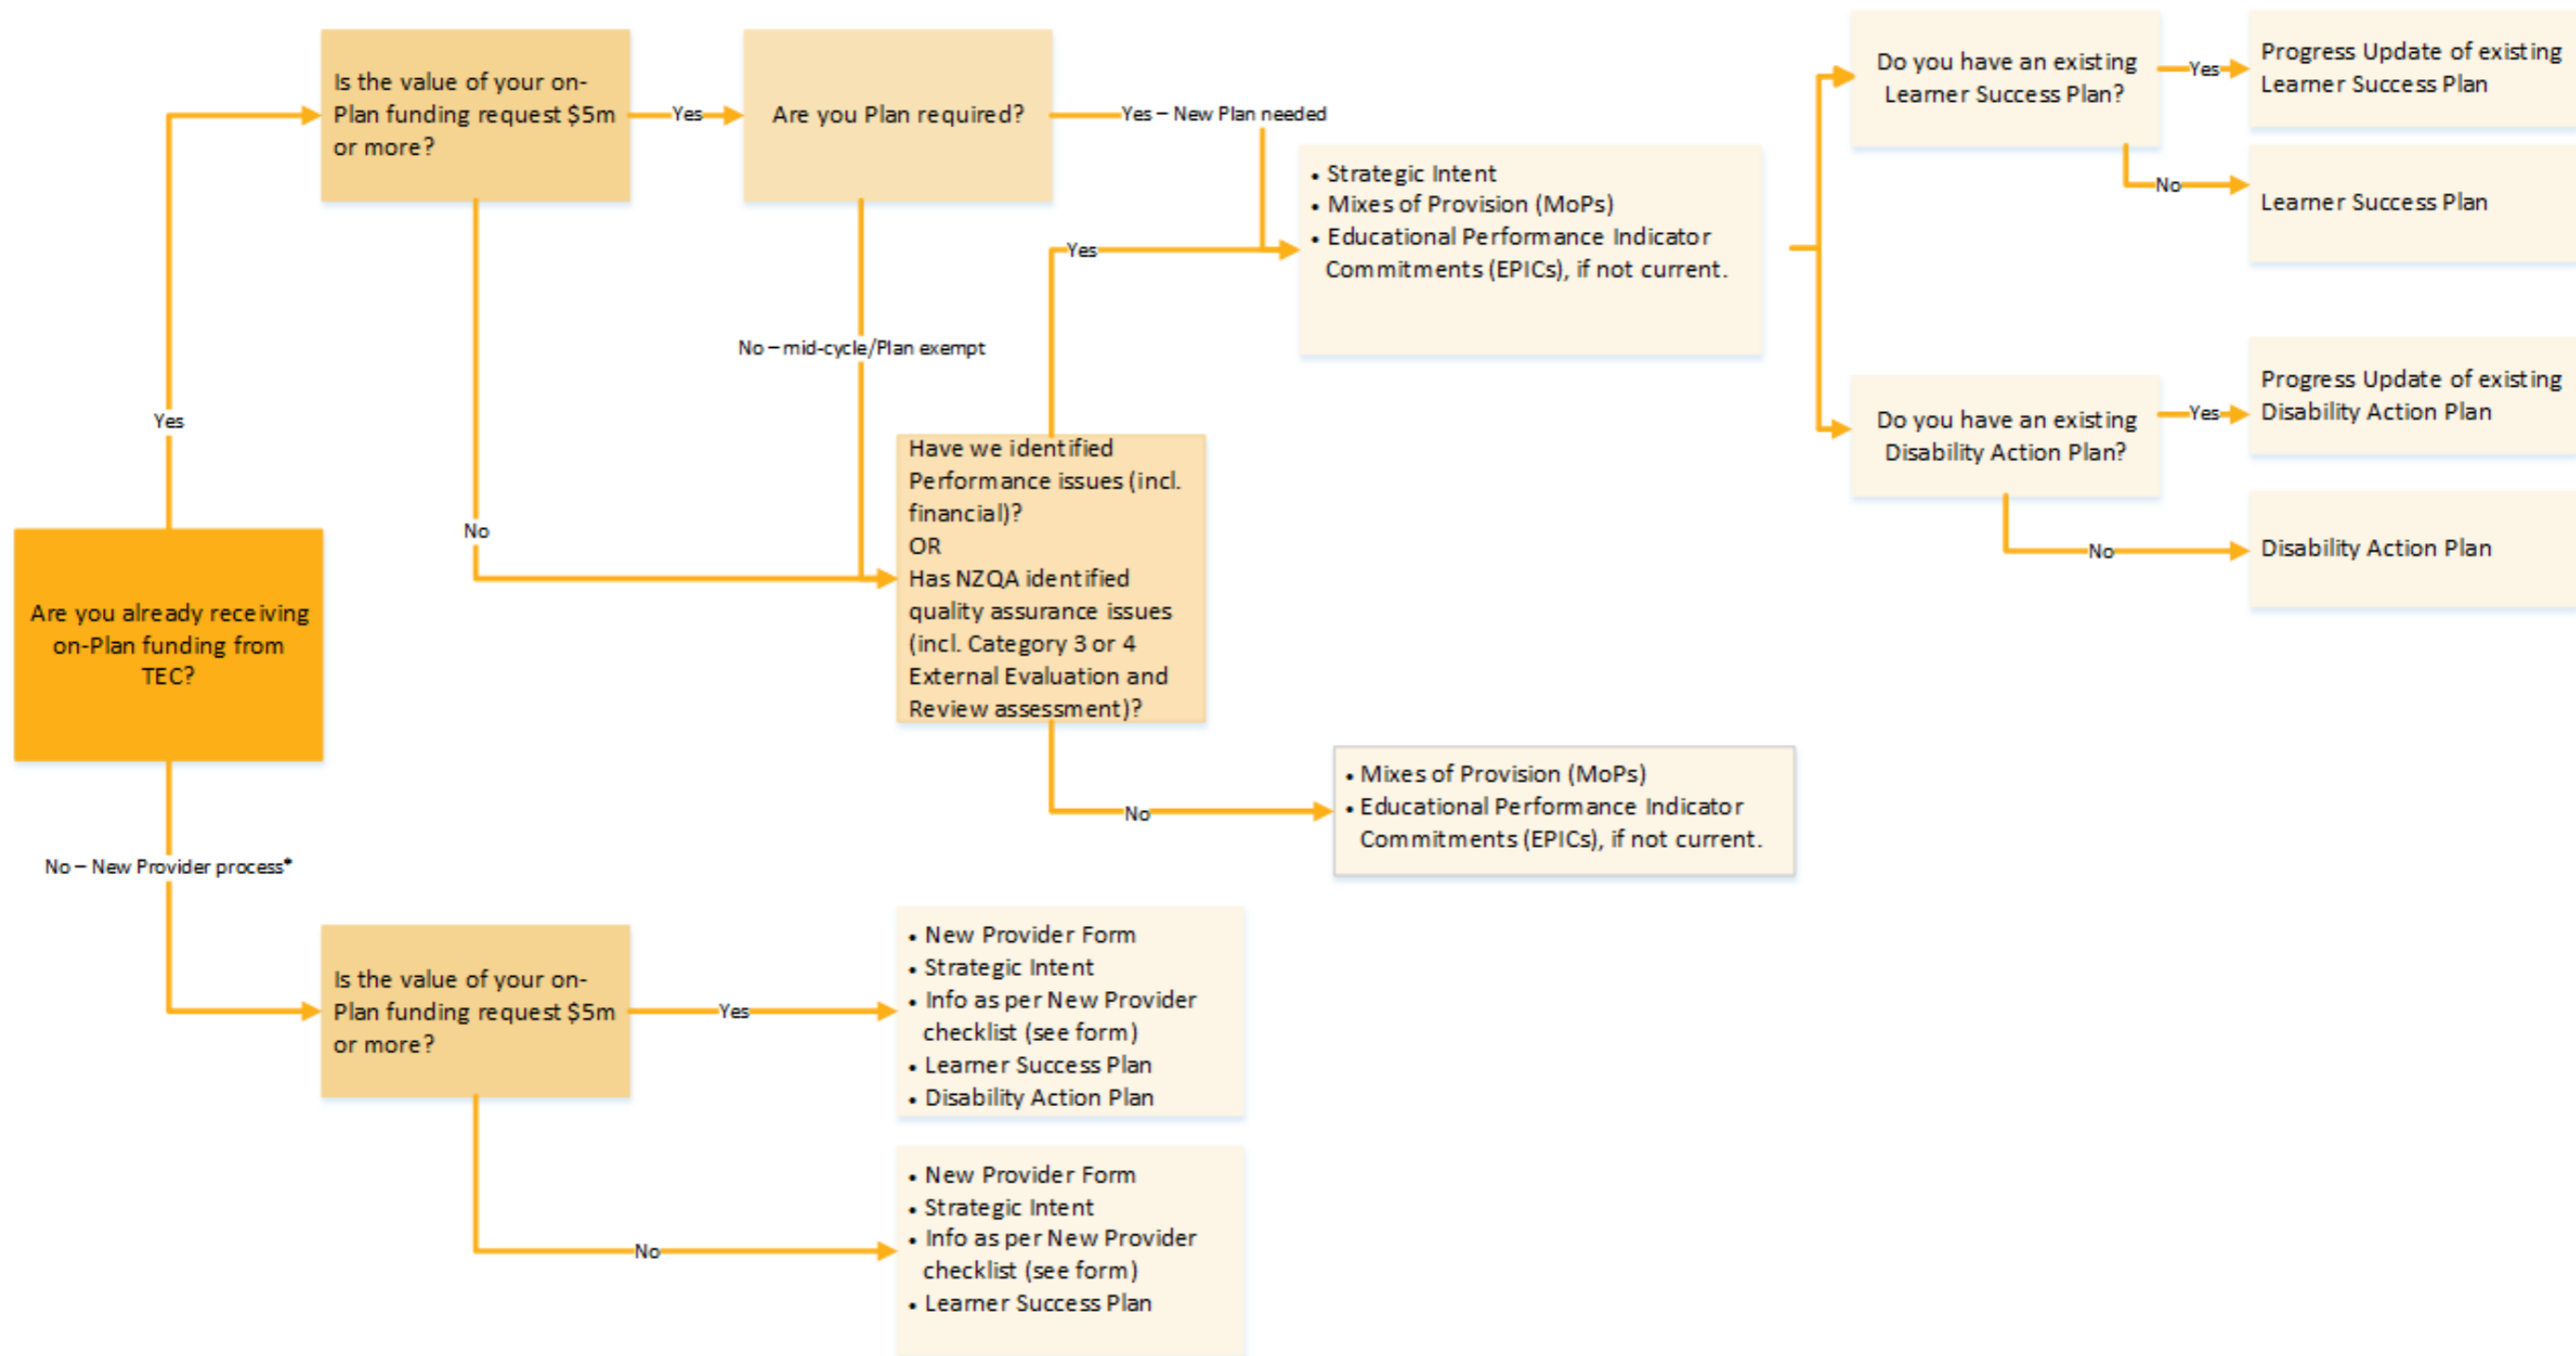 Is the value of your on-
Plan funding request $5m
or more?
Yes
Are you Plan required?
Yes – New Plan needed
• Strategic Intent
• Mixes of Provision (MoPs)
• Educational Performance Indicator
Commitments (EPICs), if not current.
Do you have an existing
Learner Success Plan?
Yes
Progress Update of existing
Learner Success Plan
No
Learner Success Plan
Do you have an existing
Disability Action Plan?
Yes
Progress Update of existing
Disability Action Plan
No
Disability Action Plan
Yes
No – mid-cycle/Plan exempt
Yes
No
Have we identified
Performance issues (incl.
financial)?
OR
Has NZQA identified
quality assurance issues
(incl. Category 3 or 4
External Evaluation and
Review assessment)?
Are you already receiving
on-Plan funding from
TEC?
No
• Mixes of Provision (MoPs)
• Educational Performance Indicator
Commitments (EPICs), if not current.
No – New Provider process*
Is the value of your on-
Plan funding request $5m
or more?
Yes
• New Provider Form
• Strategic Intent
• Info as per New Provider
checklist (see form)
• Learner Success Plan
• Disability Action Plan
No
• New Provider Form
• Strategic Intent
• Info as per New Provider
checklist (see form)
• Learner Success Plan